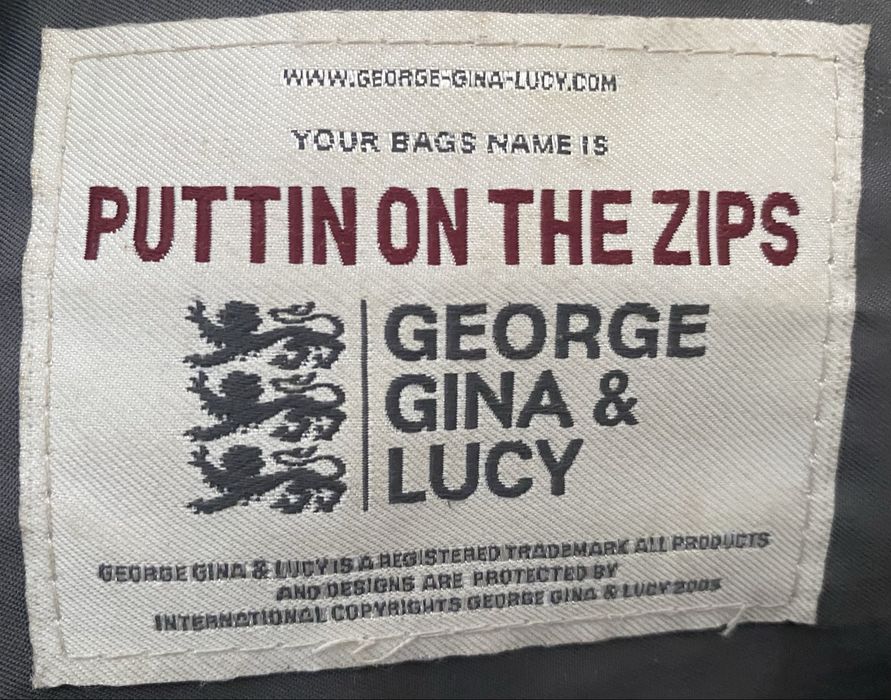 WWW.GEORGE-GINA-LUCY.COM
YOUR BAGS NAME IS
PUTTIN ON THE ZIPS
GEORGE
GINA &
LUCY
GEORGE GINA & LUCY IS A REGISTERED TRADEMARK ALL PRODUCTS
AND DESIGNS ARE PROTECTED BY
INTERNATIONAL COPYRIGHTS GEORGE GINA & LUCY